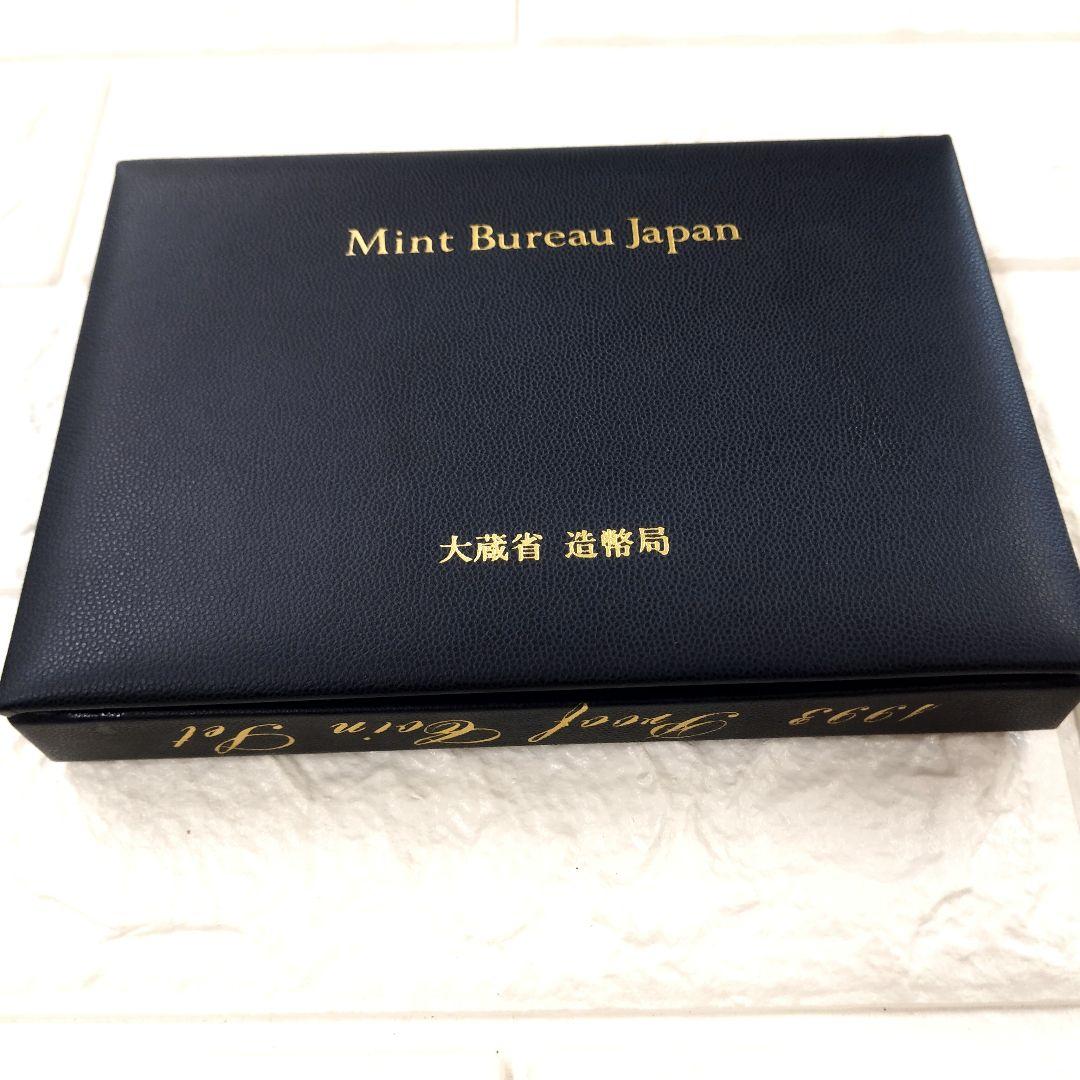 Mint Bureau Japan
大蔵省 造幣局
1993 Proof Coin Set